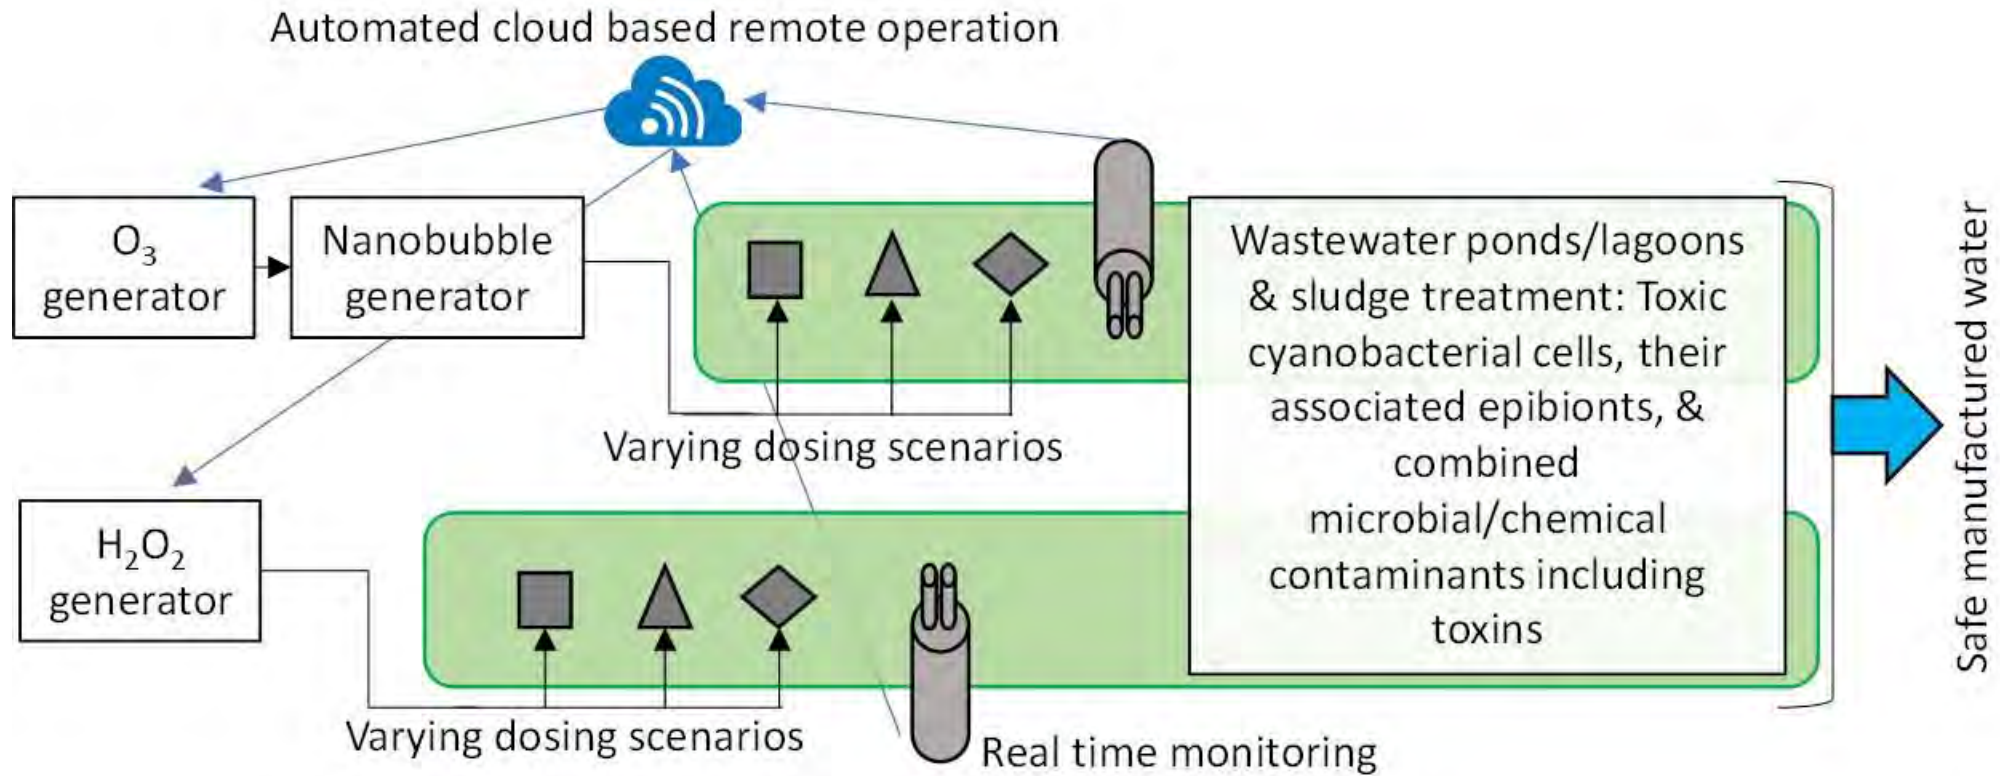 Automated cloud based remote operation
O₃
generator
Nanobubble
generator
Varying dosing scenarios
H₂O₂
generator
Varying dosing scenarios
Real time monitoring
Wastewater ponds/lagoons
& sludge treatment: Toxic
cyanobacterial cells, their
associated epibionts, &
combined
microbial/chemical
contaminants including
toxins
Safe manufactured water